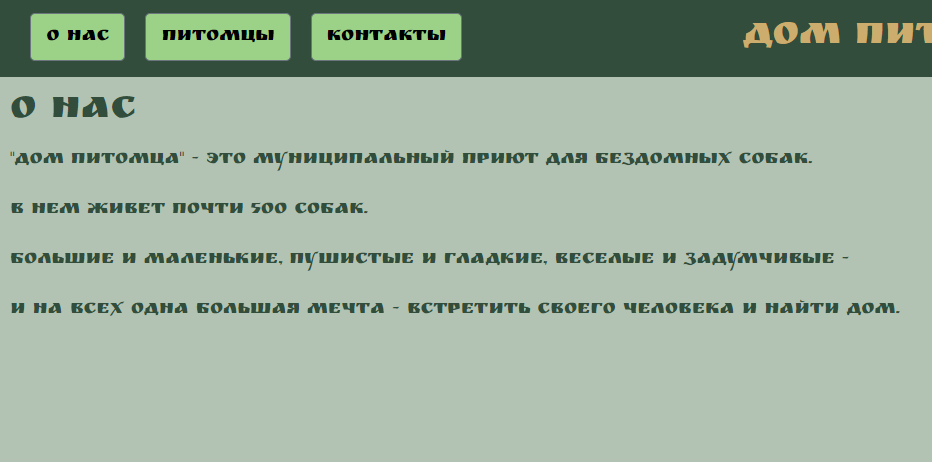 о нас питомцы контакты дом пит
о нас
"дом питомца" - это муниципальный приют для бездомных собак.
в нем живет почти 500 собак.
большие и маленькие, пушистые и гладкие, веселые и задумчивые -
и на всех одна большая мечта - встретить своего человека и найти дом.